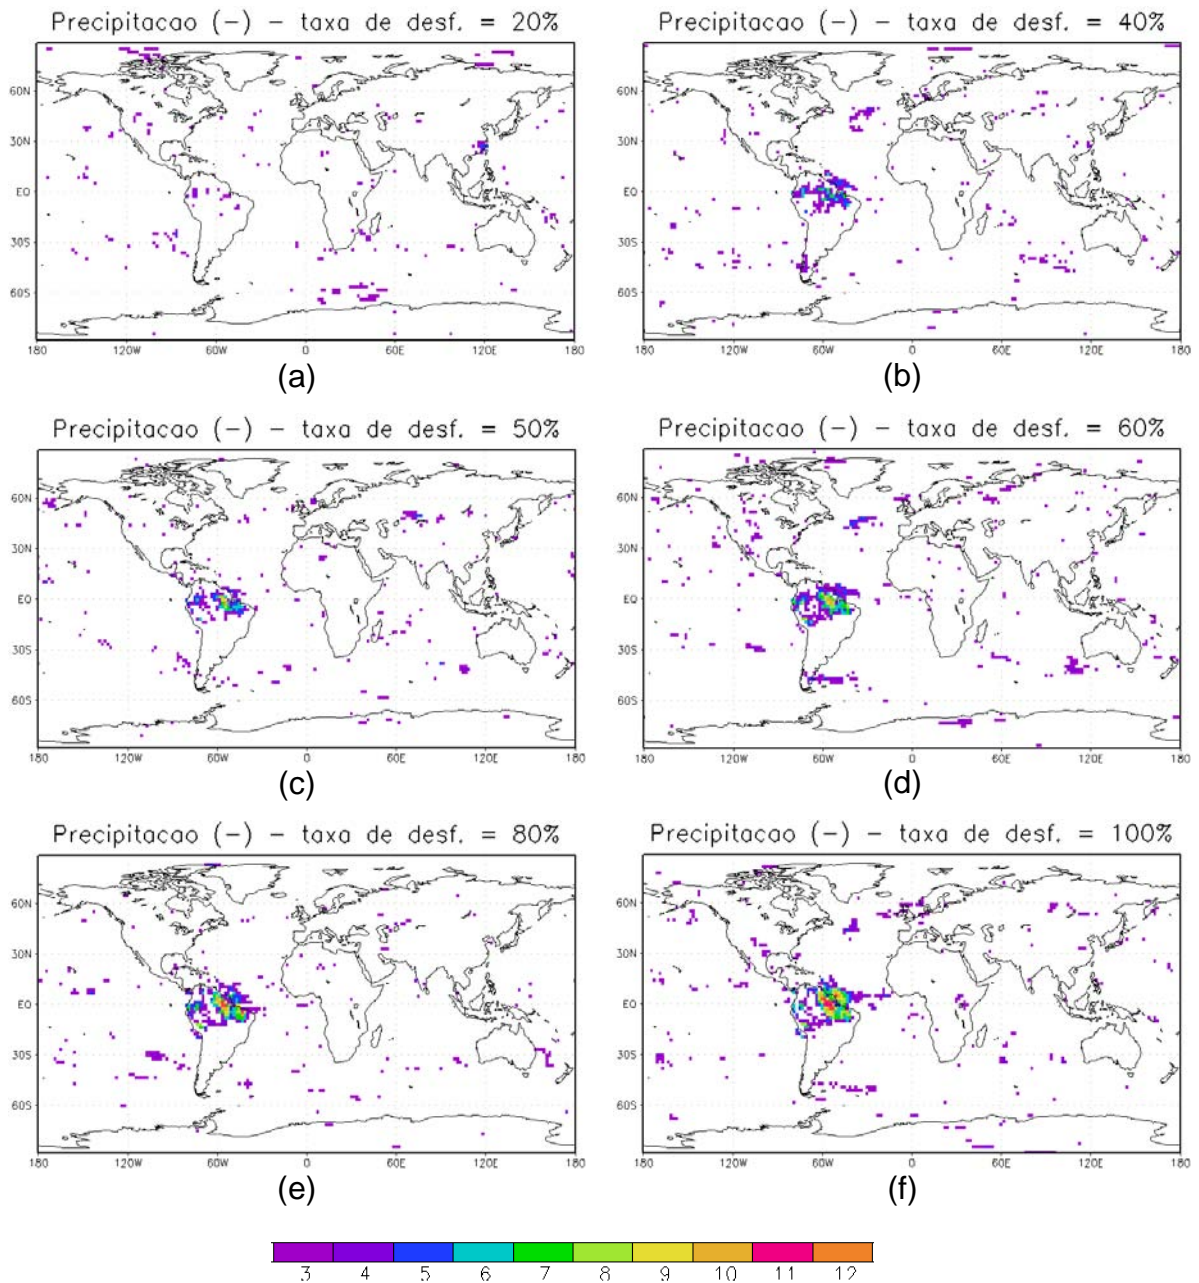 Precipitacao (-) - taxa de desf. = 20%
60N
30N
EQ
30S
60S
180 120W 60W 0 60E 120E 180
(a)
Precipitacao (-) - taxa de desf. = 40%
60N
30N
EQ
30S
60S
180 120W 60W 0 60E 120E 180
(b)
Precipitacao (-) - taxa de desf. = 50%
60N
30N
EQ
30S
60S
180 120W 60W 0 60E 120E 180
(c)
Precipitacao (-) - taxa de desf. = 60%
60N
30N
EQ
30S
60S
180 120W 60W 0 60E 120E 180
(d)
Precipitacao (-) - taxa de desf. = 80%
60N
30N
EQ
30S
60S
180 120W 60W 0 60E 120E 180
(e)
Precipitacao (-) - taxa de desf. = 100%
60N
30N
EQ
30S
60S
180 120W 60W 0 60E 120E 180
(f)
3 4 5 6 7 8 9 10 11 12